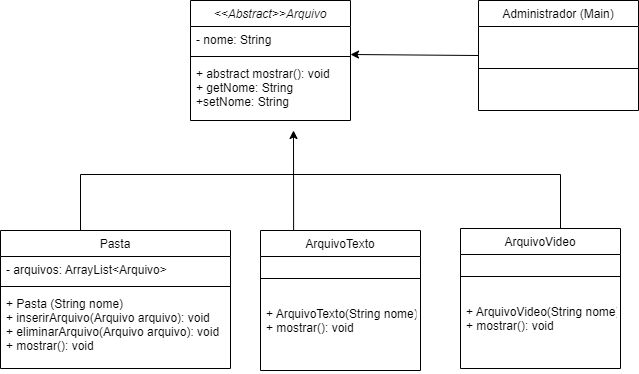 <<Abstract>>Arquivo
- nome: String
+ abstract mostrar(): void
+ getNome: String
+setNome: String
Administrador (Main)
Pasta
- arquivos: ArrayList<Arquivo>
+ Pasta (String nome)
+ inserirArquivo(Arquivo arquivo): void
+ eliminarArquivo(Arquivo arquivo): void
+ mostrar(): void
ArquivoTexto
+ ArquivoTexto(String nome)
+ mostrar(): void
ArquivoVideo
+ ArquivoVideo(String nome
+ mostrar(): void